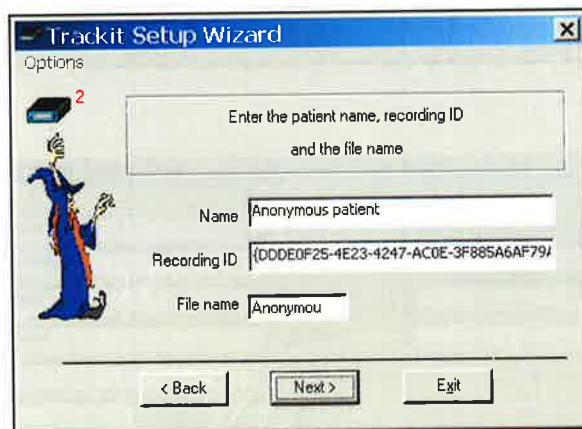 Trackit Setup Wizard
Options
2
Enter the patient name, recording ID
and the file name
Name Anonymous patient
Recording ID {DDDE0F25-4E23-4247-AC0E-3F885A6AF79A
File name Anonymou
< Back Next > Exit